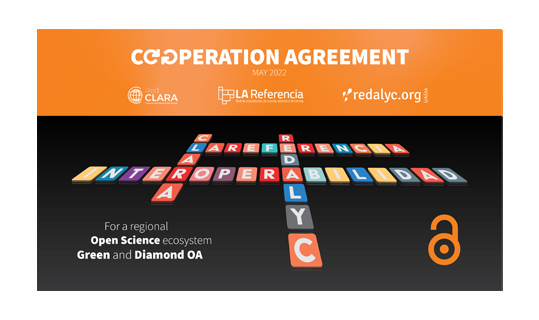 COOPERATION AGREEMENT
MAY 2022
CLARA
LA Referencia
redalyc.org
CLARA
REDALYC
LAREFERENCIA
INTEROPERABILIDAD
For a regional
Open Science ecosystem
Green and Diamond OA